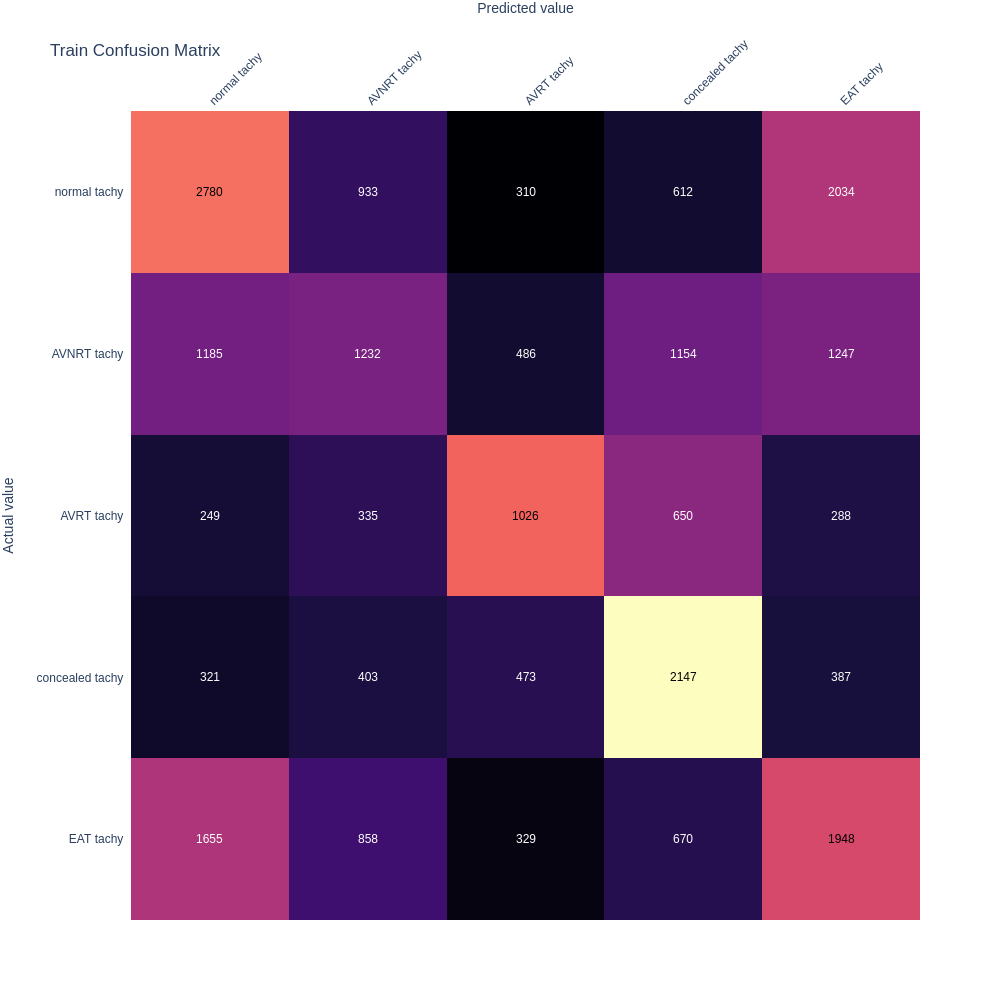 Predicted value
Train Confusion Matrix
normal tachy AVNRT tachy AVRT tachy concealed tachy EAT tachy
normal tachy 2780 933 310 612 2034
AVNRT tachy 1185 1232 486 1154 1247
Actual value
AVRT tachy 249 335 1026 650 288
concealed tachy 321 403 473 2147 387
EAT tachy 1655 858 329 670 1948